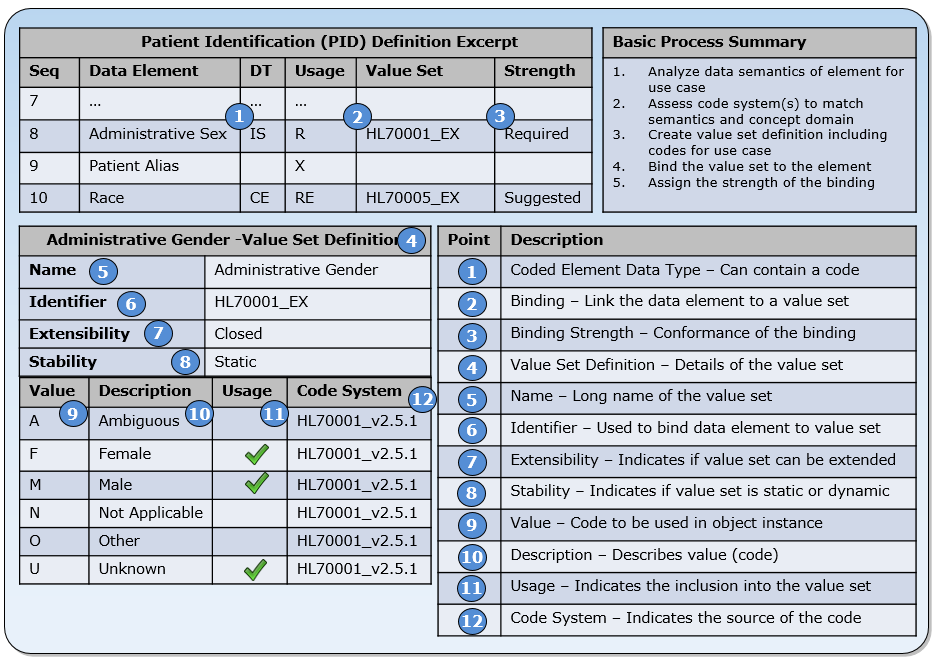 Patient Identification (PID) Definition Excerpt
Seq Data Element DT Usage Value Set Strength
7 ... ... ...
1 2 3
8 Administrative Sex IS R HL70001_EX Required
9 Patient Alias X
10 Race CE RE HL70005_EX Suggested
Basic Process Summary
1. Analyze data semantics of element for
use case
2. Assess code system(s) to match
semantics and concept domain
3. Create value set definition including
codes for use case
4. Bind the value set to the element
5. Assign the strength of the binding
Administrative Gender -Value Set Definition 4
Name 5 Administrative Gender
Identifier 6 HL70001_EX
Extensibility 7 Closed
Stability 8 Static
Value Description Usage Code System 12
9 10 11
A Ambiguous HL70001_v2.5.1
F Female HL70001_v2.5.1
M Male HL70001_v2.5.1
N Not Applicable HL70001_v2.5.1
O Other HL70001_v2.5.1
U Unknown HL70001_v2.5.1
Point Description
1 Coded Element Data Type – Can contain a code
2 Binding – Link the data element to a value set
3 Binding Strength – Conformance of the binding
4 Value Set Definition – Details of the value set
5 Name – Long name of the value set
6 Identifier – Used to bind data element to value set
7 Extensibility – Indicates if value set can be extended
8 Stability – Indicates if value set is static or dynamic
9 Value – Code to be used in object instance
10 Description – Describes value (code)
11 Usage – Indicates the inclusion into the value set
12 Code System – Indicates the source of the code